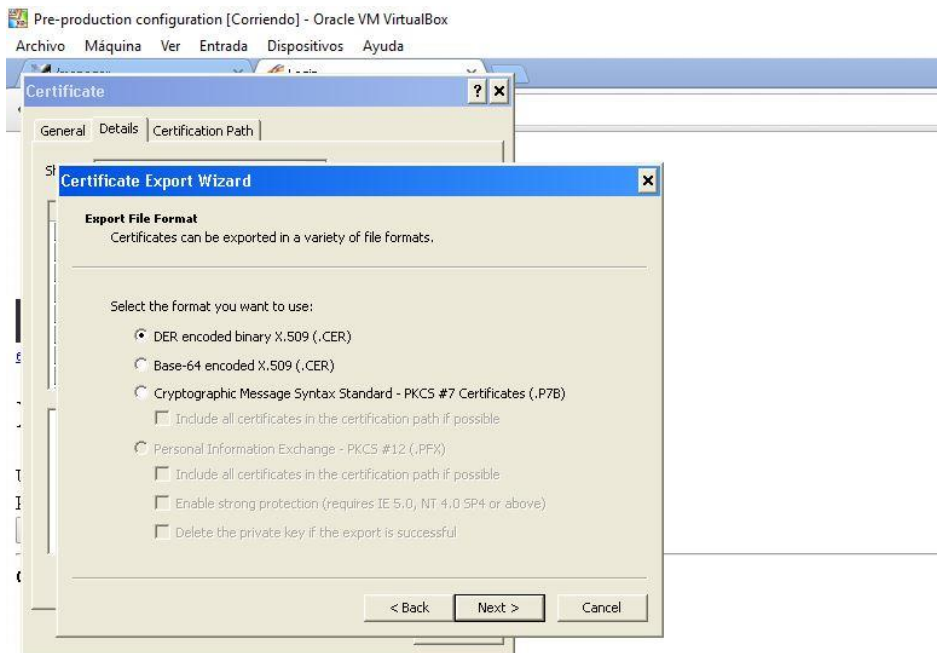 Pre-production configuration [Corriendo] - Oracle VM VirtualBox
Archivo Máquina Ver Entrada Dispositivos Ayuda
Certificate
General Details Certification Path
Certificate Export Wizard
Export File Format
Certificates can be exported in a variety of file formats.
Select the format you want to use:
DER encoded binary X.509 (.CER)
Base-64 encoded X.509 (.CER)
Cryptographic Message Syntax Standard - PKCS #7 Certificates (.P7B)
Include all certificates in the certification path if possible
Personal Information Exchange - PKCS #12 (.PFX)
Include all certificates in the certification path if possible
Enable strong protection (requires IE 5.0, NT 4.0 SP4 or above)
Delete the private key if the export is successful
< Back Next > Cancel